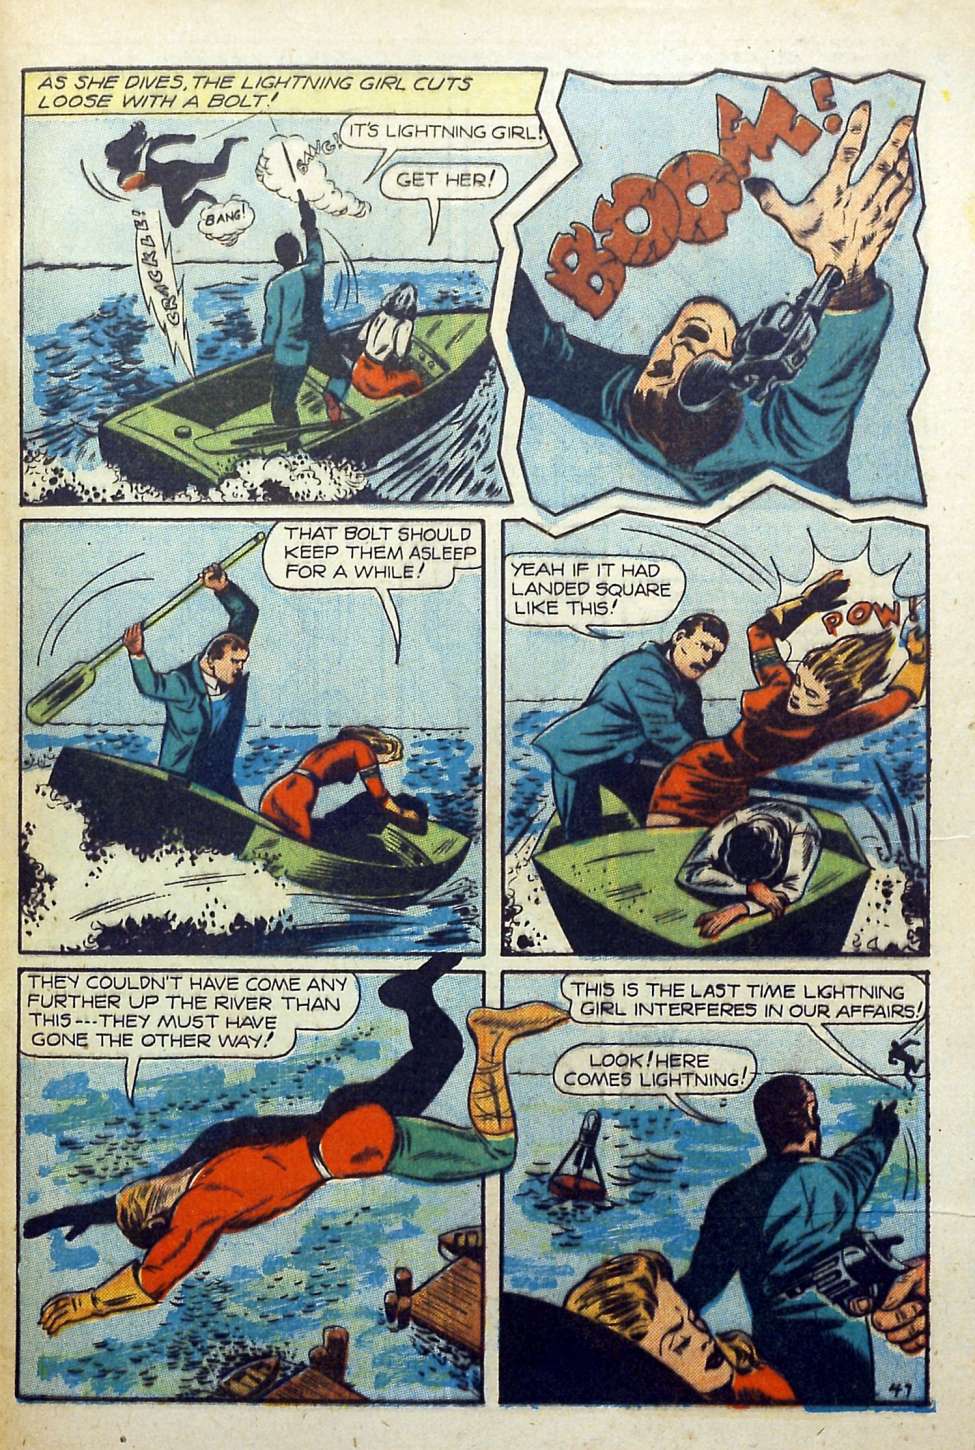 AS SHE DIVES, THE LIGHTNING GIRL CUTS
LOOSE WITH A BOLT!
IT'S LIGHTNING GIRL!
GET HER!
BANG!
BANG!
CRACKLE!
BOOM!
THAT BOLT SHOULD
KEEP THEM ASLEEP
FOR A WHILE!
YEAH IF IT HAD
LANDED SQUARE
LIKE THIS!
POW!
THEY COULDN'T HAVE COME ANY
FURTHER UP THE RIVER THAN
THIS---THEY MUST HAVE
GONE THE OTHER WAY!
THIS IS THE LAST TIME LIGHTNING
GIRL INTERFERES IN OUR AFFAIRS!
LOOK! HERE
COMES LIGHTNING!
47